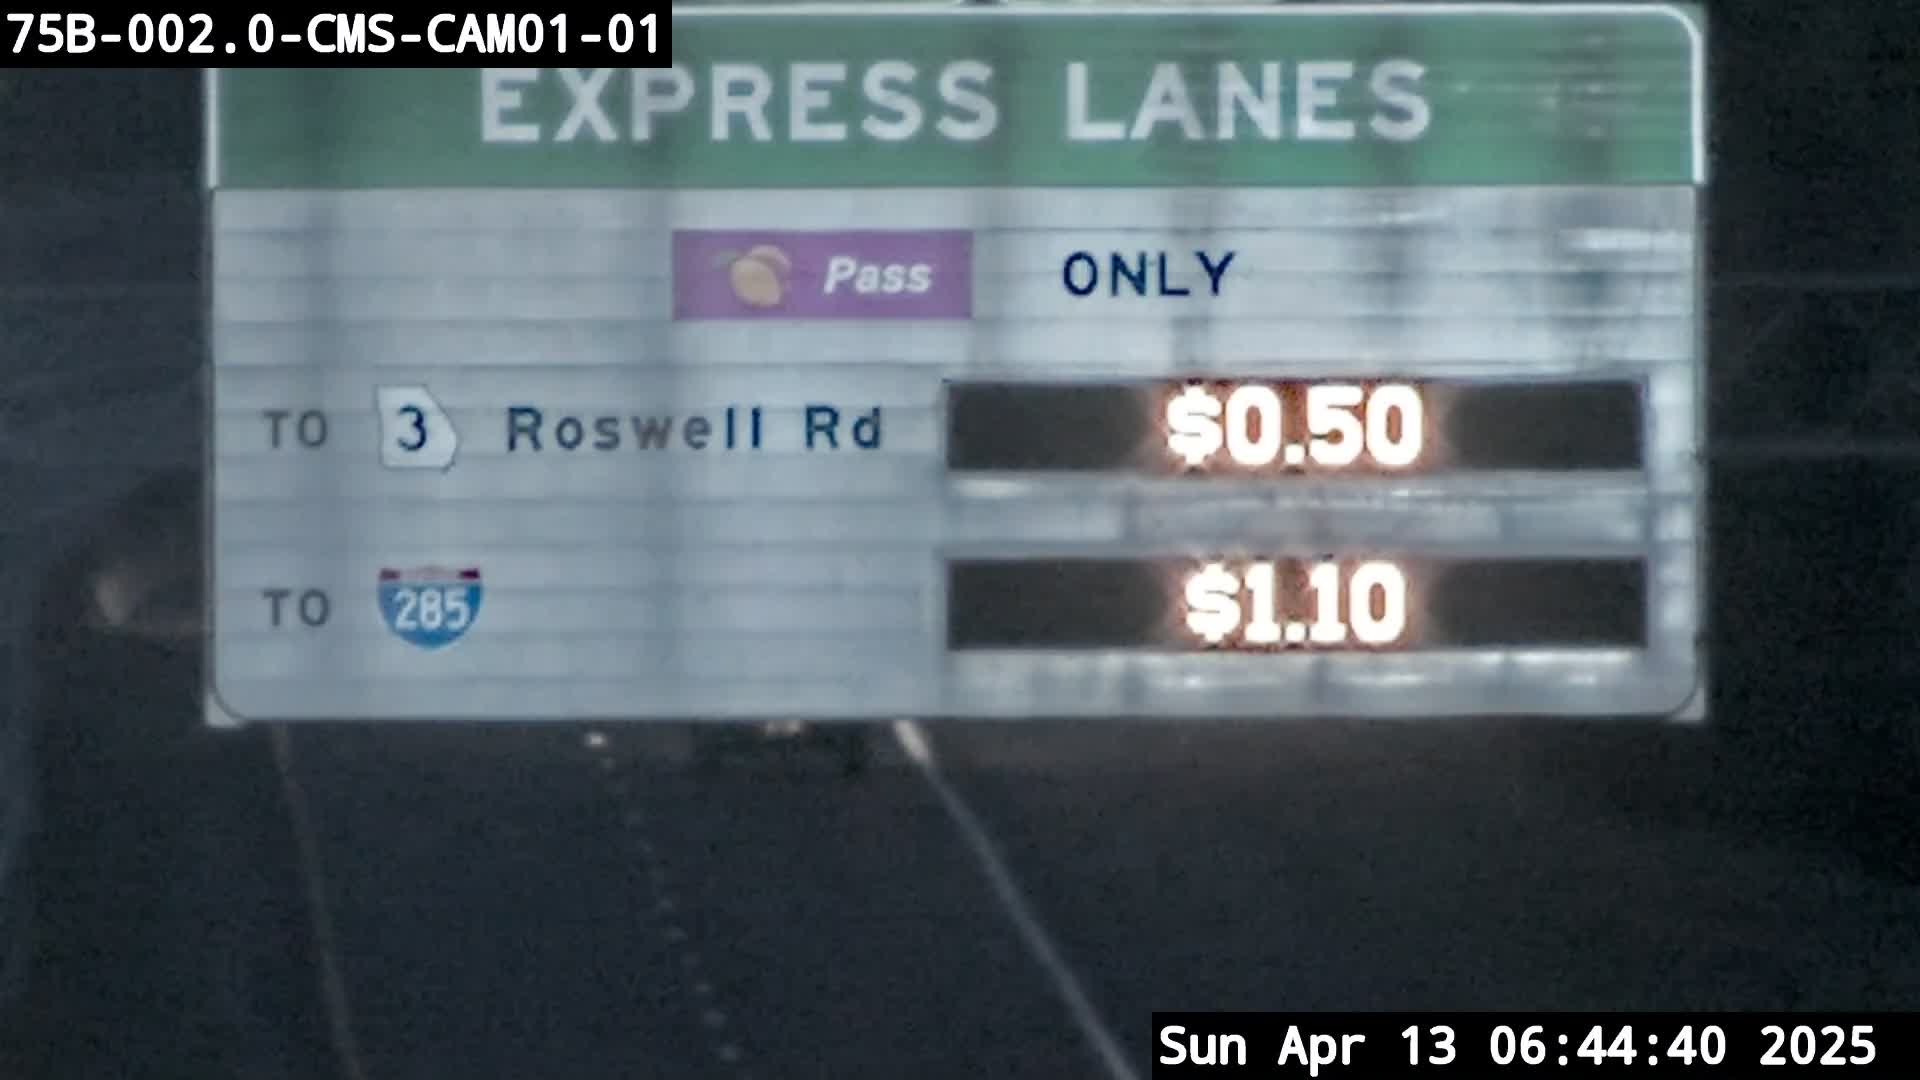 75B-002.0-CMS-CAM01-01
EXPRESS LANES
Pass ONLY
TO 3 Roswell Rd $0.50
TO 285 $1.10
Sun Apr 13 06:44:40 2025